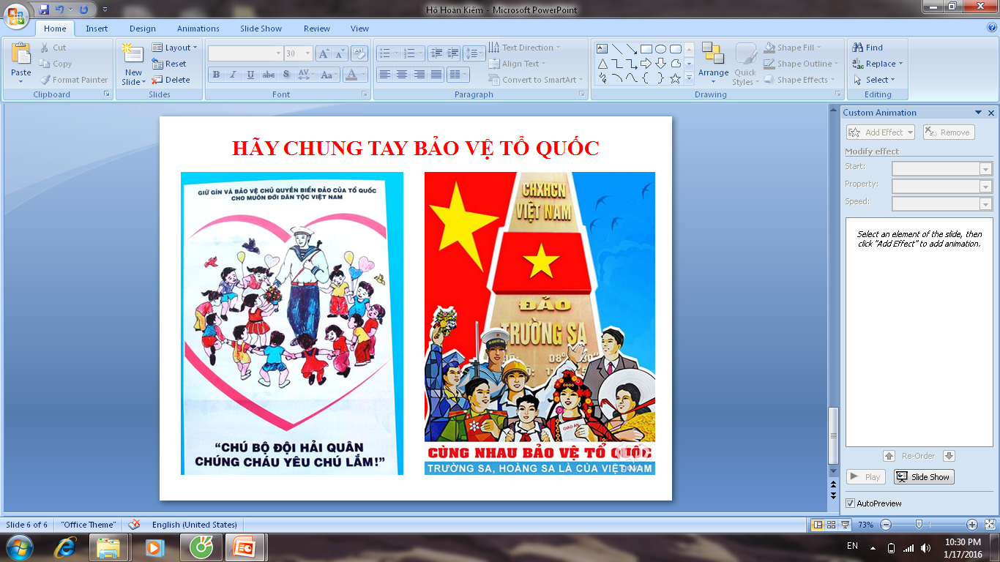 Hồ Hoàn Kiếm - Microsoft PowerPoint
Home Insert Design Animations Slide Show Review View
Paste
Cut
Copy
Format Painter
Clipboard
New Slide
Layout
Reset
Delete
Slides
30
B I U abc S AV Aa A
Font
Paragraph
Text Direction
Align Text
Convert to SmartArt
Arrange
Quick Styles
Shape Fill
Shape Outline
Shape Effects
Drawing
Find
Replace
Select
Editing
HÃY CHUNG TAY BẢO VỆ TỔ QUỐC
GIỮ GÌN VÀ BẢO VỆ CHỦ QUYỀN BIỂN ĐẢO CỦA TỔ QUỐC
CHO MUÔN ĐỜI DÂN TỘC VIỆT NAM
"CHÚ BỘ ĐỘI HẢI QUÂN
CHÚNG CHÁU YÊU CHÚ LẮM!"
CHXHCN
VIỆT NAM
ĐẢO
TRƯỜNG SA
08°
GIÁO ÁN
CÙNG NHAU BẢO VỆ TỔ QUỐC
TRƯỜNG SA, HOÀNG SA LÀ CỦA VIỆT NAM
Custom Animation
Add Effect
Remove
Modify effect
Start:
Property:
Speed:
Select an element of the slide, then
click "Add Effect" to add animation.
Re-Order
Play
Slide Show
AutoPreview
Slide 6 of 6
"Office Theme"
English (United States)
73%
EN
10:30 PM
1/17/2016